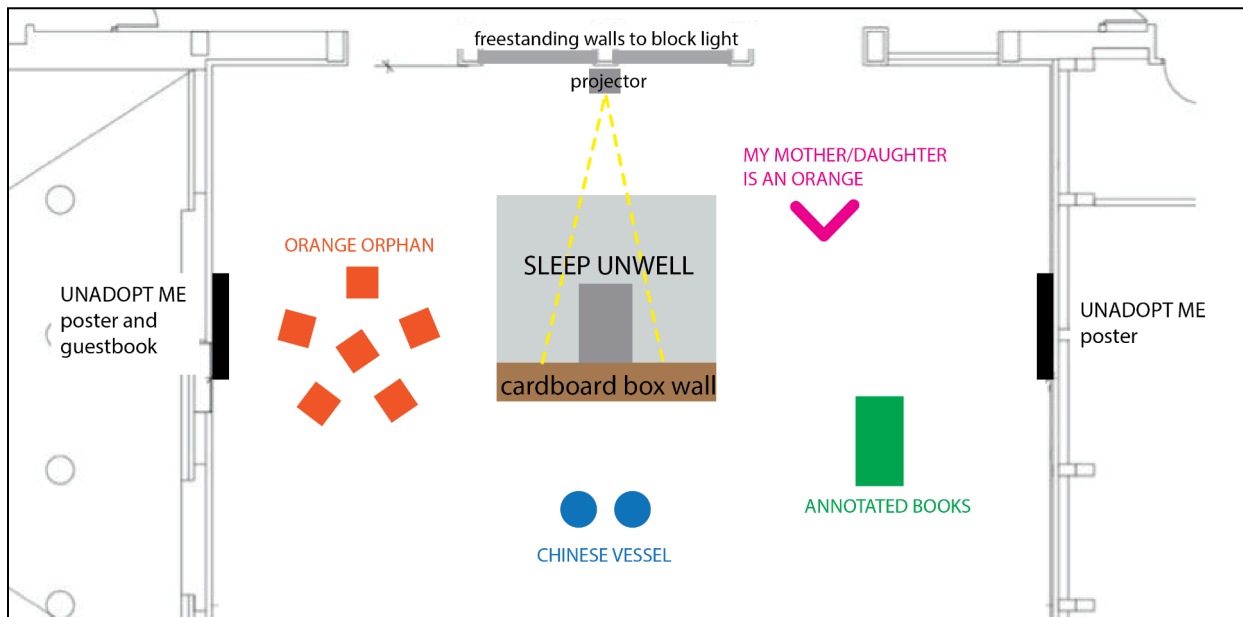 freestanding walls to block light
projector
MY MOTHER/DAUGHTER
IS AN ORANGE
ORANGE ORPHAN
SLEEP UNWELL
UNADOPT ME
poster and
guestbook
UNADOPT ME
poster
cardboard box wall
ANNOTATED BOOKS
CHINESE VESSEL